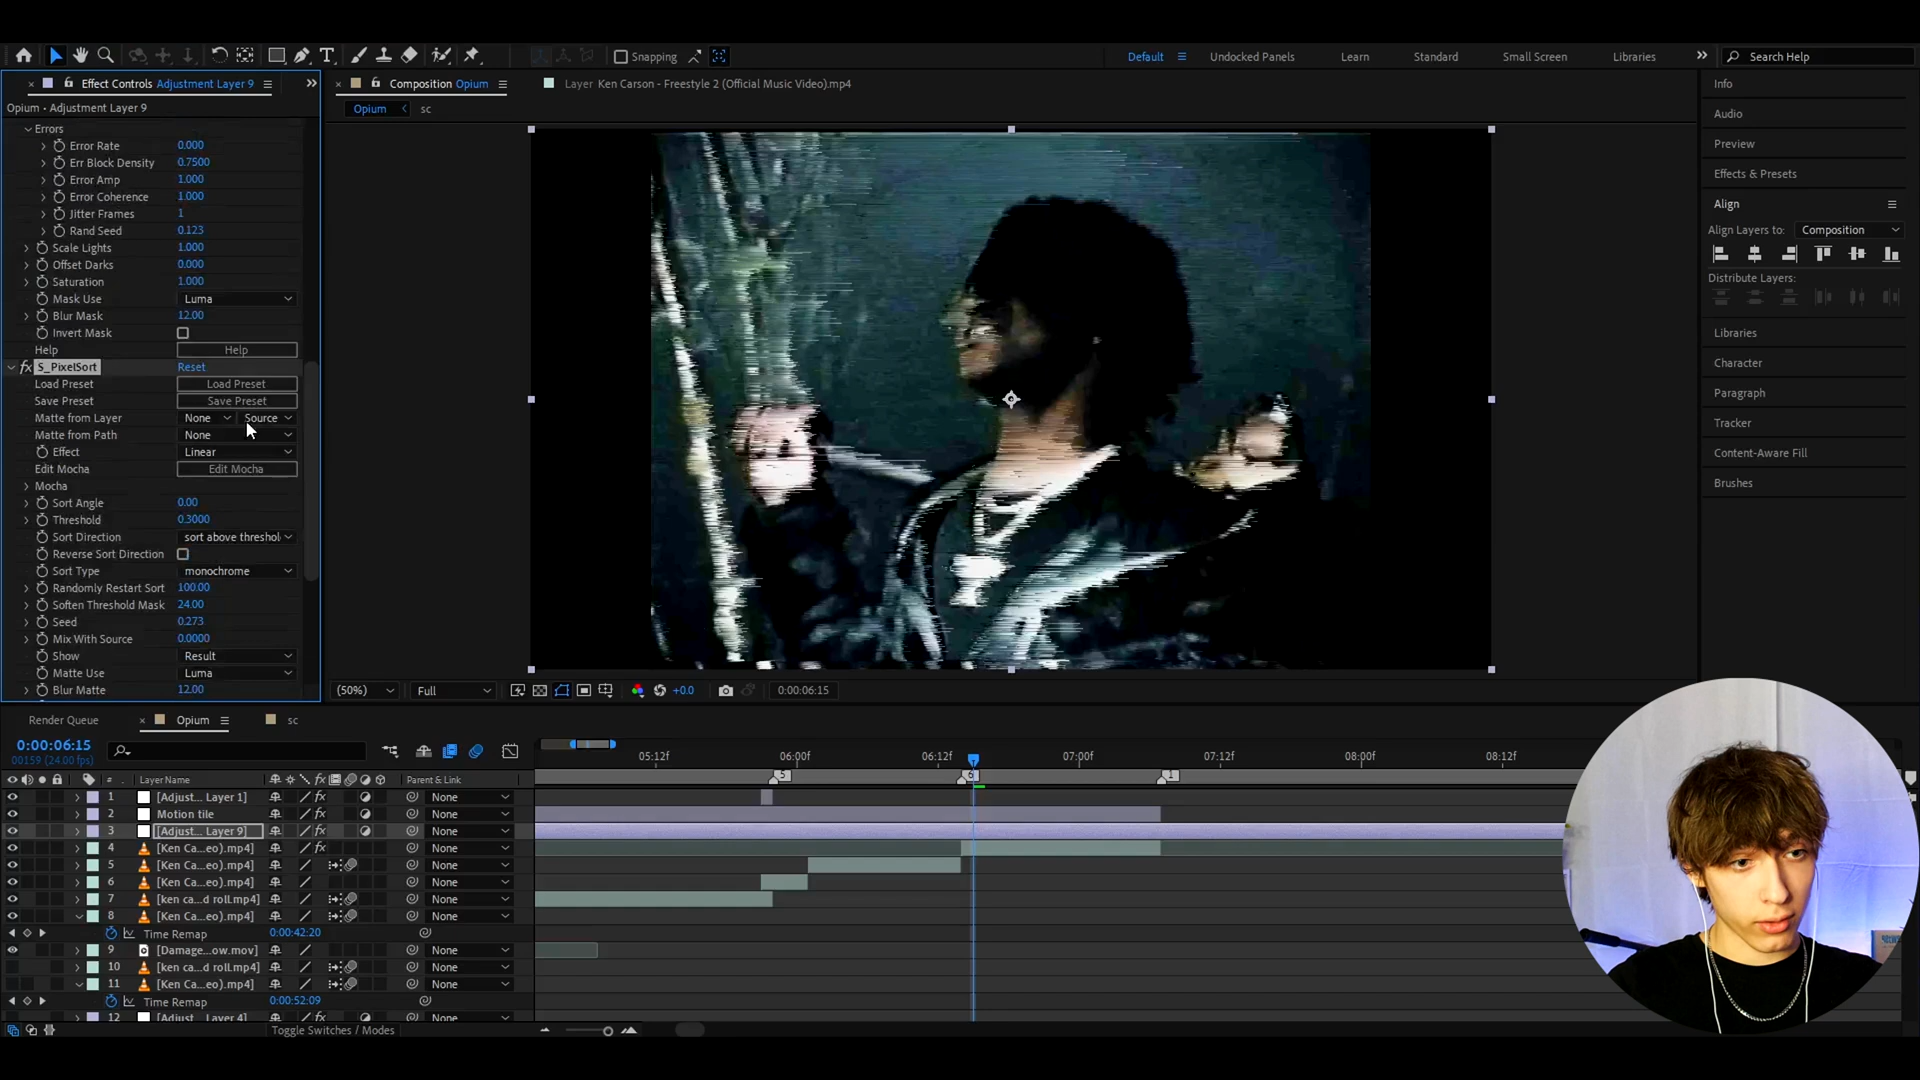 Snapping
Default
Undocked Panels
Learn
Standard
Small Screen
Libraries
Search Help
Effect Controls Adjustment Layer 9
Composition Opium
Layer Ken Carson - Freestyle 2 (Official Music Video).mp4
Opium • Adjustment Layer 9
Opium
sc
Errors
Error Rate 0.000
Err Block Density 0.7500
Error Amp 1.000
Error Coherence 1.000
Jitter Frames 1
Rand Seed 0.123
Scale Lights 1.000
Offset Darks 0.000
Saturation 1.000
Mask Use Luma
Blur Mask 12.00
Invert Mask
Help Help
fx S_PixelSort Reset
Load Preset Load Preset
Save Preset Save Preset
Matte from Layer None Source
Matte from Path None
Effect Linear
Edit Mocha Edit Mocha
Mocha
Sort Angle 0.00
Threshold 0.3000
Sort Direction sort above threshol
Reverse Sort Direction
Sort Type monochrome
Randomly Restart Sort 100.00
Soften Threshold Mask 24.00
Seed 0.273
Mix With Source 0.0000
Show Result
Matte Use Luma
Blur Matte 12.00
(50%)
Full
+0.0
0:00:06:15
Info
Audio
Preview
Effects & Presets
Align
Align Layers to: Composition
Distribute Layers:
Libraries
Character
Paragraph
Tracker
Content-Aware Fill
Brushes
Render Queue
Opium
sc
0:00:06:15
00159 (24.00 fps)
05:12f
06:00f
06:12f
07:00f
07:12f
08:00f
08:12f
5
6
1
# Layer Name fx Parent & Link
1 [Adjust... Layer 1] fx None
2 Motion tile None
3 [Adjust... Layer 9] fx None
4 [Ken Ca...eo).mp4] fx None
5 [Ken Ca...eo).mp4] None
6 [Ken Ca...eo).mp4] None
7 [ken ca...d roll.mp4] None
8 [Ken Ca...eo).mp4] None
Time Remap 0:00:42:20
9 [Damage...ow.mov] None
10 [ken ca...d roll.mp4] None
11 [Ken Ca...eo).mp4] None
Time Remap 0:00:52:09
12 [Adjust... Layer 4] None
Toggle Switches / Modes